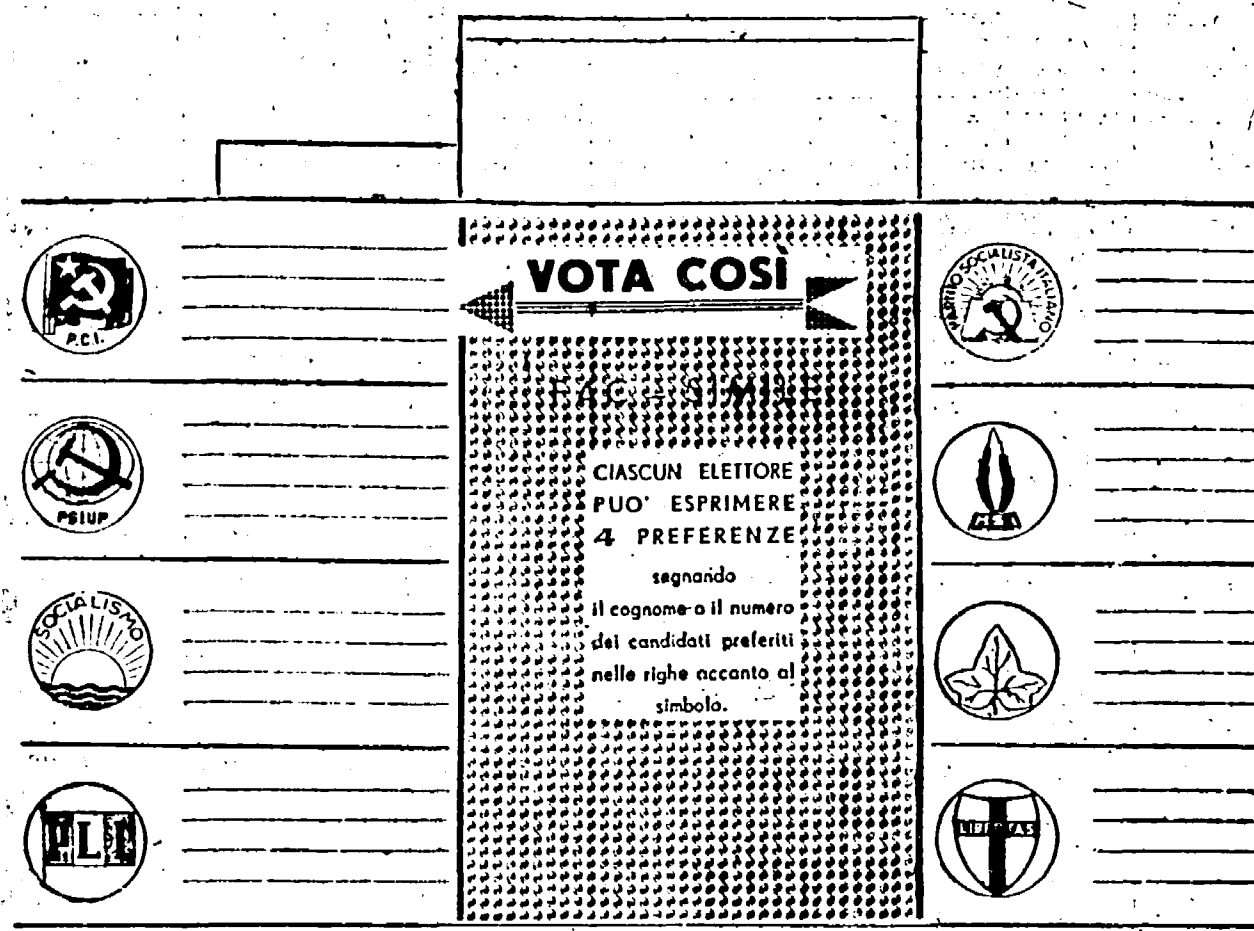 P.C.I.
PSIUP
SOCIALISMO
PLI
VOTA COSÌ
FAC-SIMILE
CIASCUN ELETTORE
PUO' ESPRIMERE
4 PREFERENZE
segnando
il cognome o il numero
dei candidati preferiti
nelle righe accanto al
simbolo.
PARTITO SOCIALISTA ITALIANO
LIBERTAS